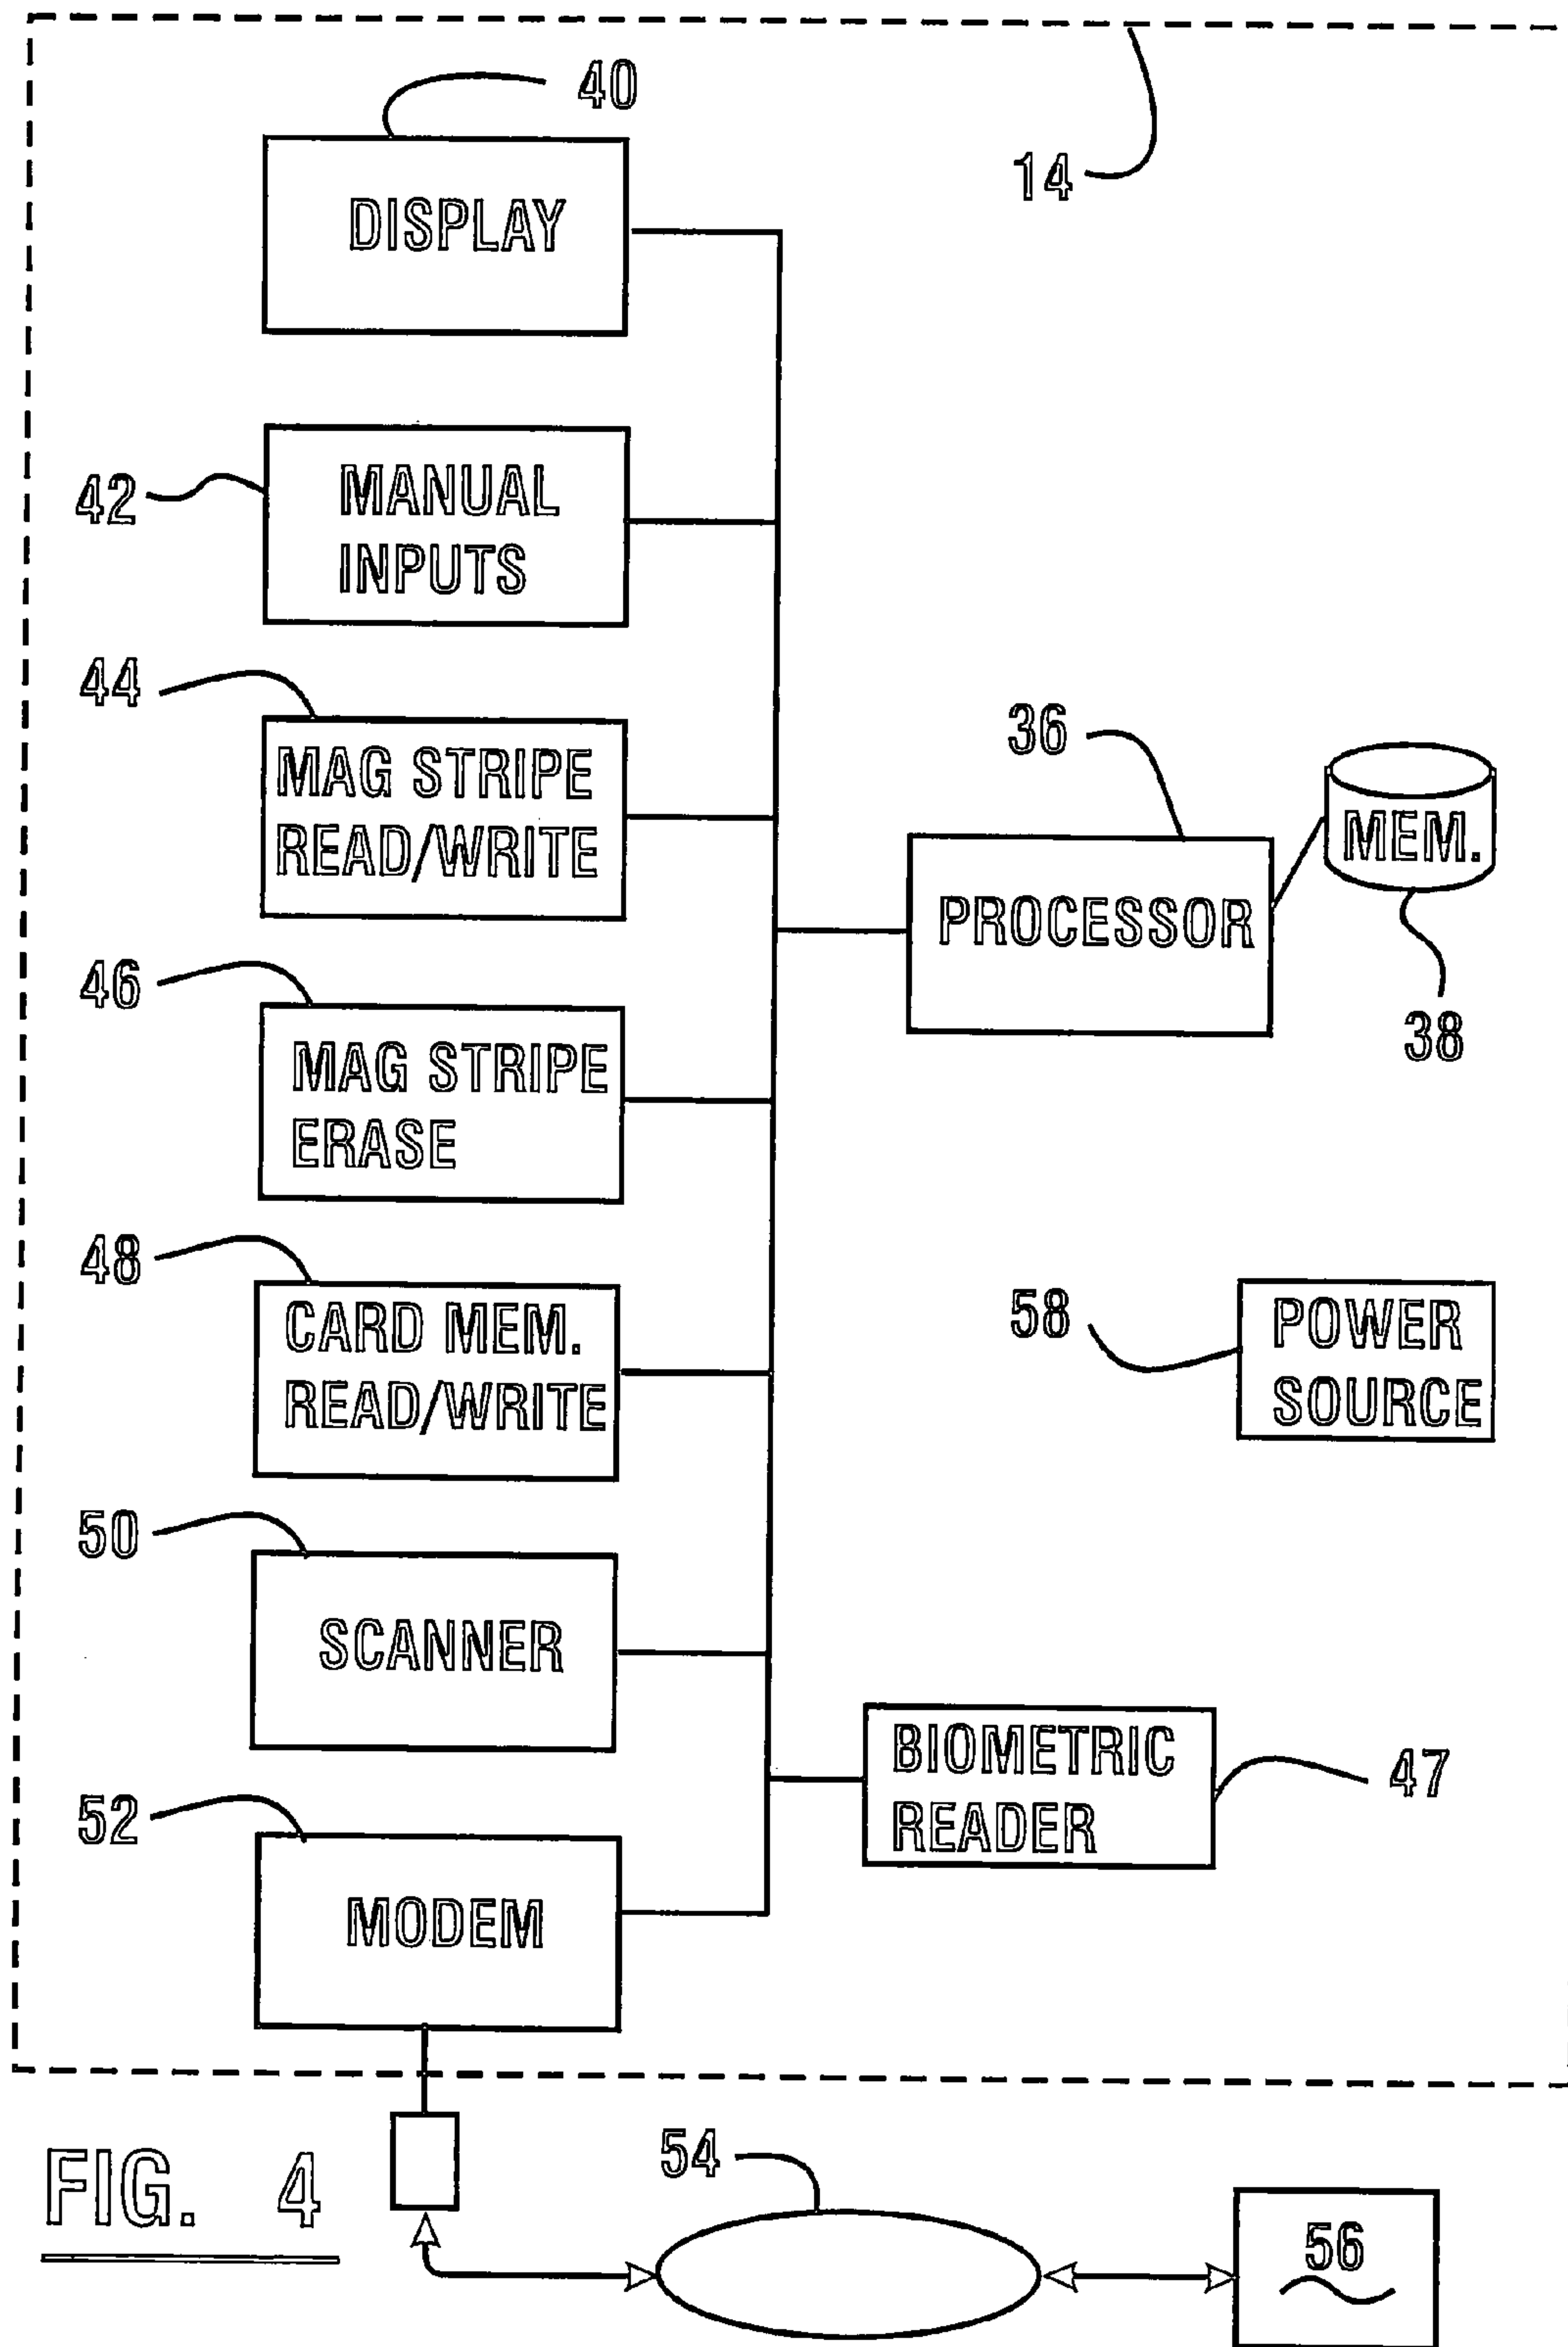 40
14
DISPLAY
42
MANUAL
INPUTS
44
MAG STRIPE
READ/WRITE
36
MEM.
PROCESSOR
38
46
MAG STRIPE
ERASE
48
CARD MEM.
READ/WRITE
58
POWER
SOURCE
50
SCANNER
BIOMETRIC
READER
47
52
MODEM
FIG. 4
54
56